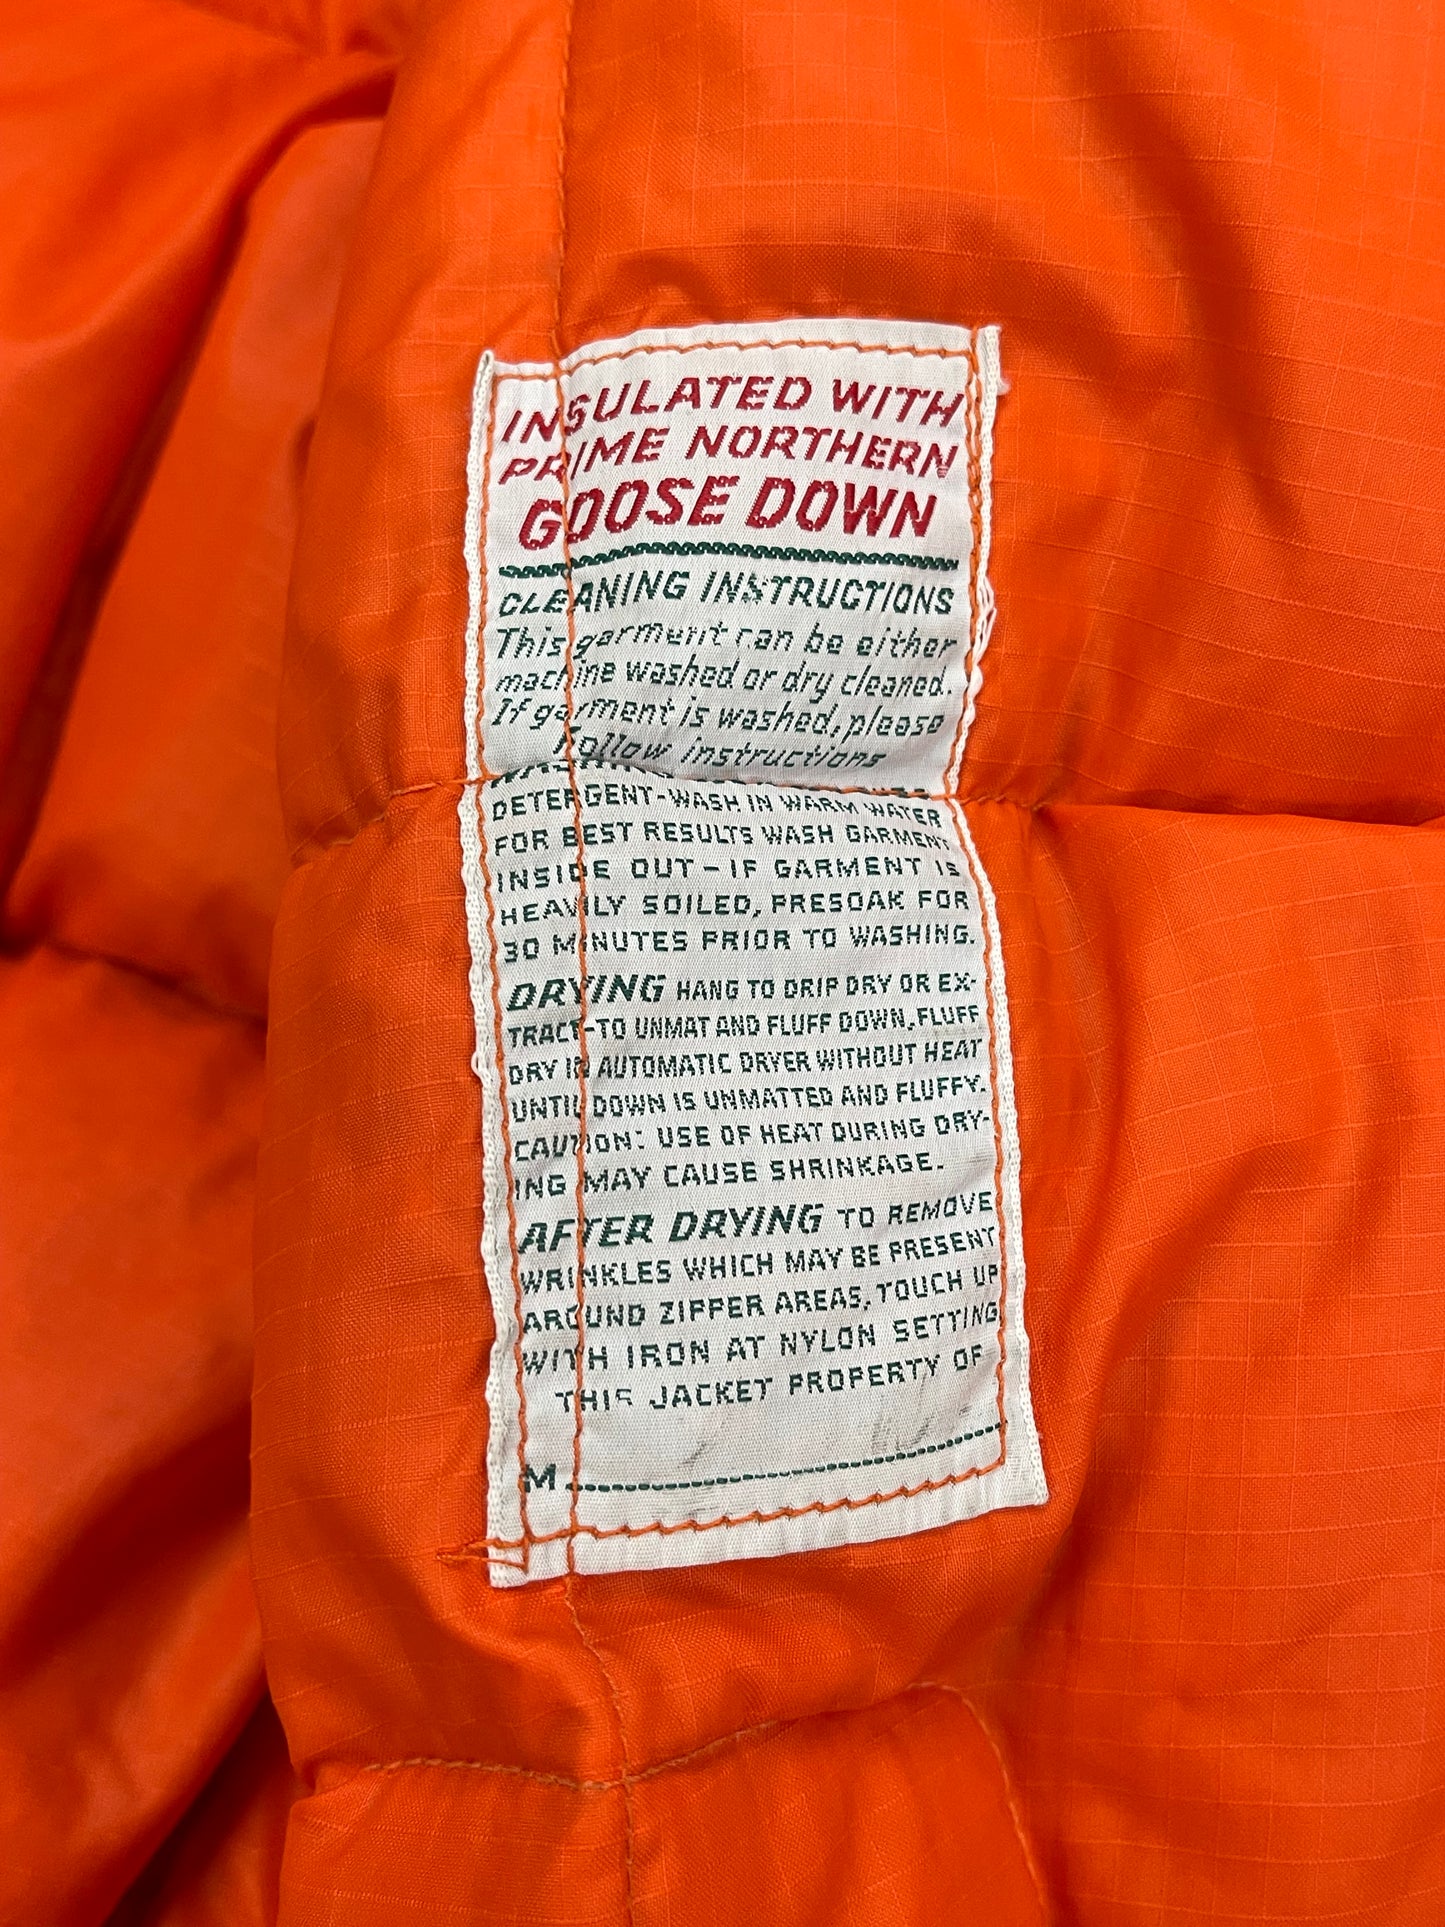 INSULATED WITH
PRIME NORTHERN
GOOSE DOWN
CLEANING INSTRUCTIONS
This garment can be either
machine washed or dry cleaned.
If garment is washed, please
follow instructions
DETERGENT-WASH IN WARM WATER
FOR BEST RESULTS WASH GARMENT
INSIDE OUT-IF GARMENT IS
HEAVILY SOILED, PRESOAK FOR
30 MINUTES PRIOR TO WASHING.
DRYING HANG TO DRIP DRY OR EX-
TRACT-TO UNMAT AND FLUFF DOWN, FLUFF
DRY IN AUTOMATIC DRYER WITHOUT HEAT
UNTIL DOWN IS UNMATTED AND FLUFFY.
CAUTION: USE OF HEAT DURING DRY-
ING MAY CAUSE SHRINKAGE.
AFTER DRYING TO REMOVE
WRINKLES WHICH MAY BE PRESENT
AROUND ZIPPER AREAS, TOUCH UP
WITH IRON AT NYLON SETTING
THIS JACKET PROPERTY OF
M